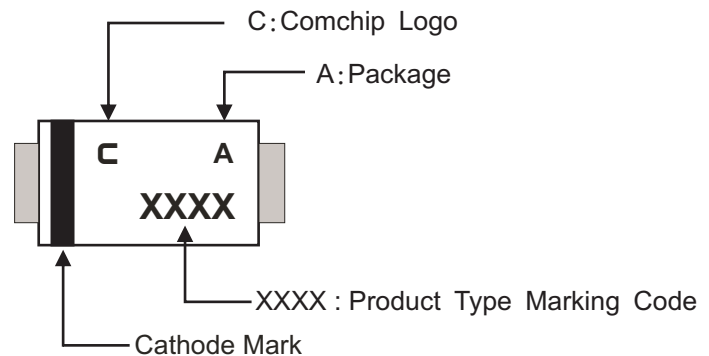 C:Comchip Logo
A:Package
C A
XXXX
XXXX : Product Type Marking Code
Cathode Mark